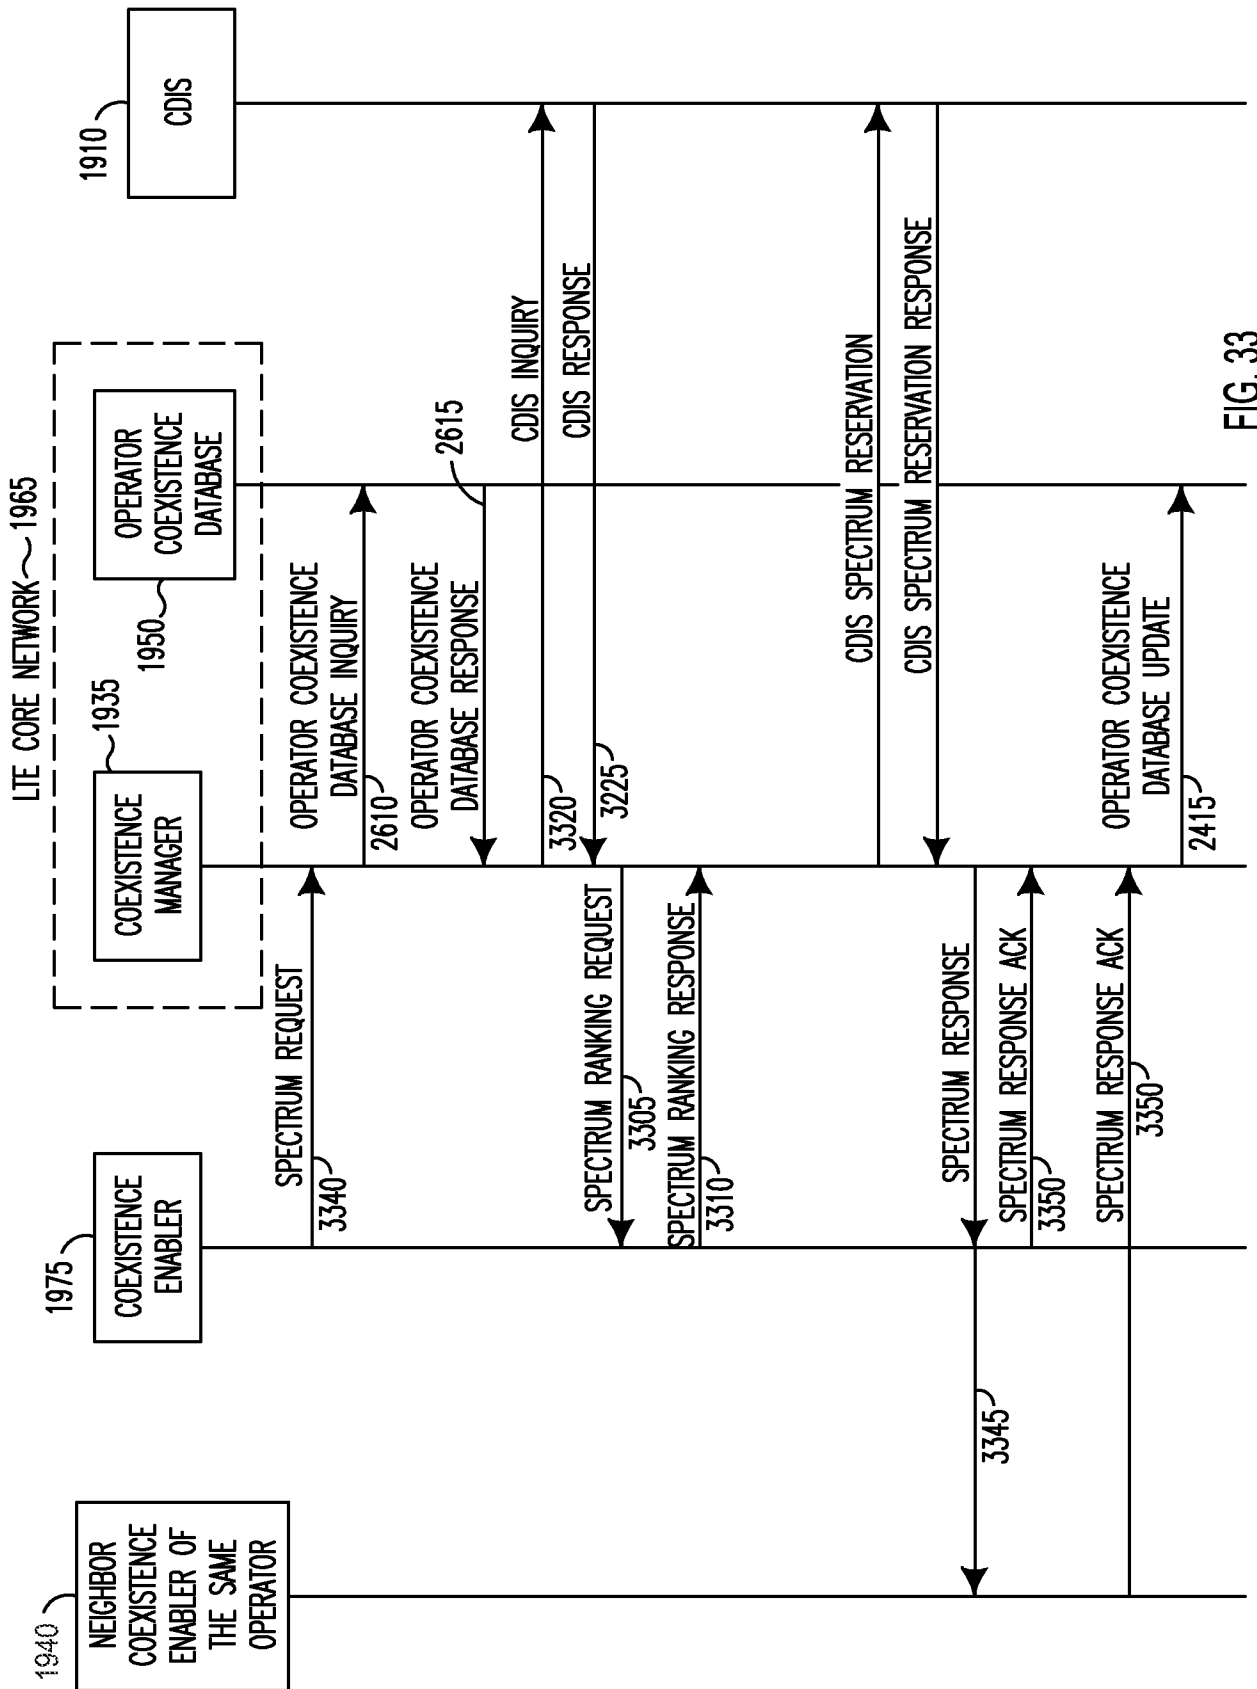 LTE CORE NETWORK 1965
1940
NEIGHBOR
COEXISTENCE
ENABLER OF
THE SAME
OPERATOR
1975
COEXISTENCE
ENABLER
1935
COEXISTENCE
MANAGER
1950
OPERATOR
COEXISTENCE
DATABASE
1910
CDIS
SPECTRUM REQUEST
3340
OPERATOR COEXISTENCE
DATABASE INQUIRY
2610
OPERATOR COEXISTENCE
DATABASE RESPONSE
2615
CDIS INQUIRY
3320
CDIS RESPONSE
3225
SPECTRUM RANKING REQUEST
3305
SPECTRUM RANKING RESPONSE
3310
CDIS SPECTRUM RESERVATION
CDIS SPECTRUM RESERVATION RESPONSE
SPECTRUM RESPONSE
3345
SPECTRUM RESPONSE ACK
3350
SPECTRUM RESPONSE ACK
3350
OPERATOR COEXISTENCE
DATABASE UPDATE
2415
FIG. 33